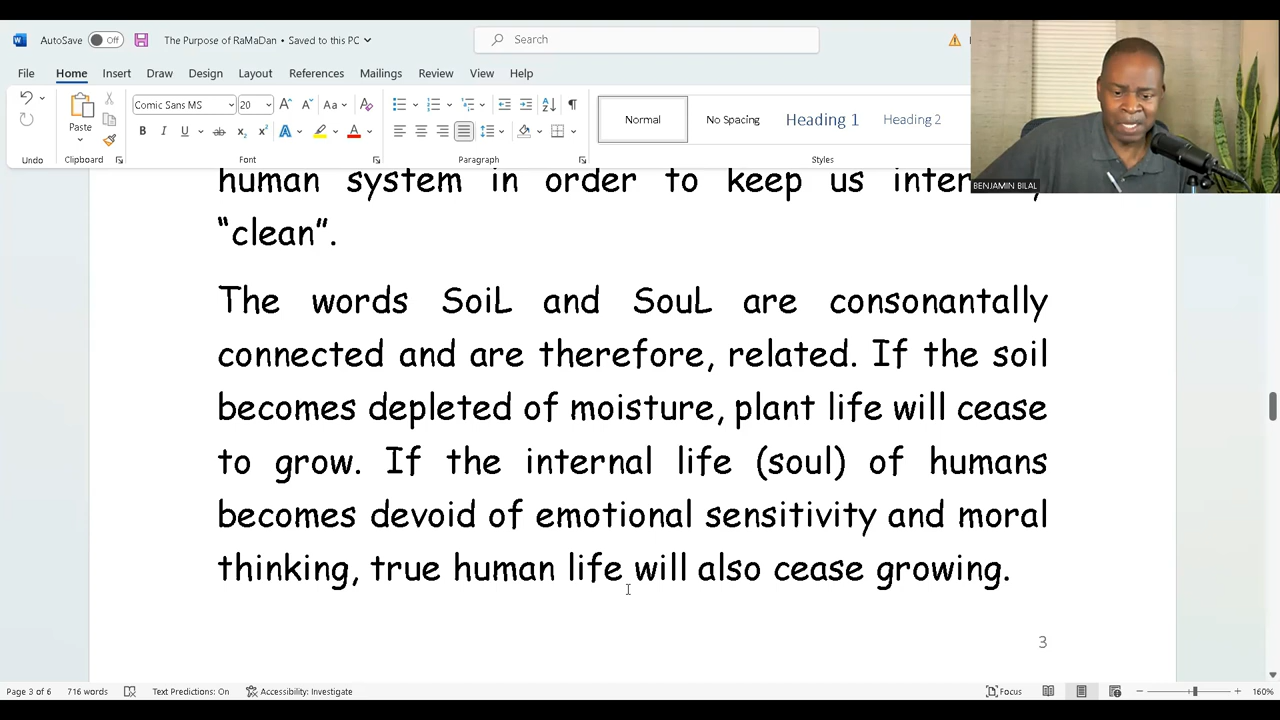 AutoSave Off The Purpose of RaMaDan • Saved to this PC Search
File Home Insert Draw Design Layout References Mailings Review View Help
Comic Sans MS 20 Aa
Paste B I U ab x₂ x² A A Normal No Spacing Heading 1 Heading 2
Undo Clipboard Font Paragraph Styles
BENJAMIN BILAL
human system in order to keep us
“clean”.
The words SoiL and SouL are consonantally
connected and are therefore, related. If the soil
becomes depleted of moisture, plant life will cease
to grow. If the internal life (soul) of humans
becomes devoid of emotional sensitivity and moral
thinking, true human life will also cease growing.
3
Page 3 of 6 716 words Text Predictions: On Accessibility: Investigate Focus 160%